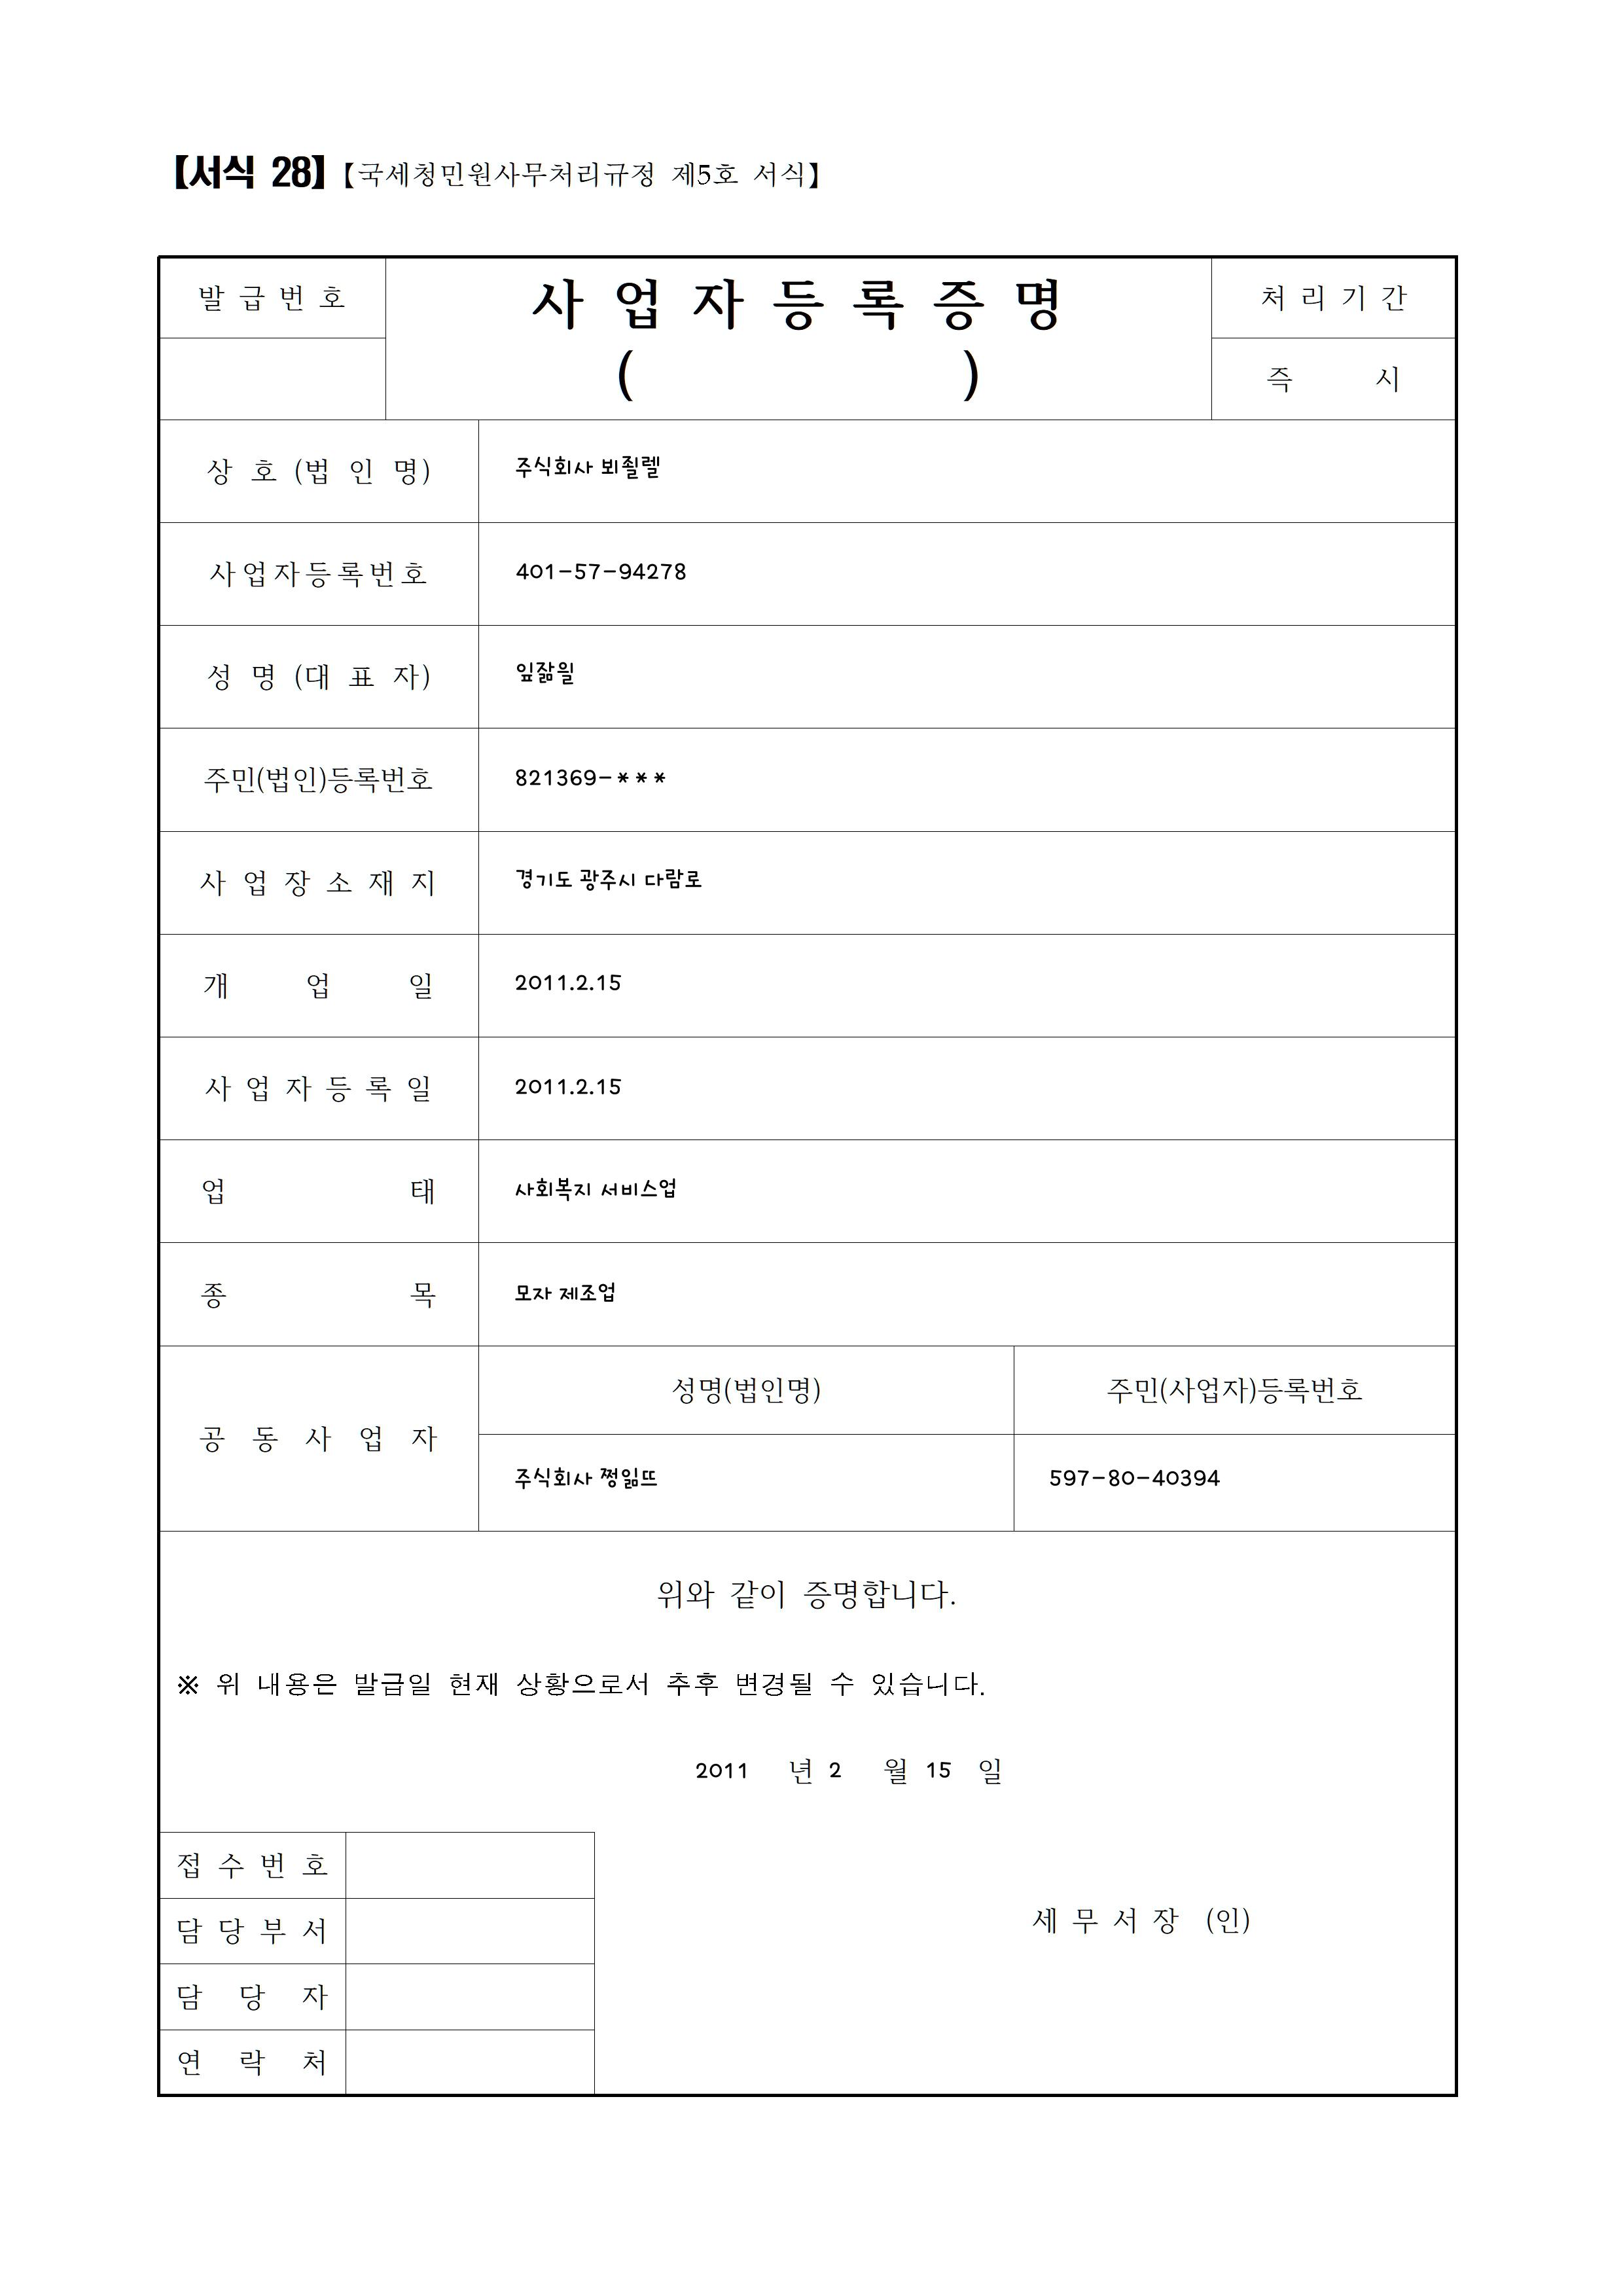 【서식 28】【국세청민원사무처리규정 제5호 서식】
발급번호
사업자등록증명
( )
처리기간
즉 시
상 호 (법 인 명) 주식회사 뵈죌렐
사업자등록번호 401-57-94278
성 명 (대 표 자) 잎잚윌
주민(법인)등록번호 821369-***
사업장소재지 경기도 광주시 다람로
개 업 일 2011.2.15
사업자등록일 2011.2.15
업 태 사회복지 서비스업
종 목 모자 제조업
공동사업자
성명(법인명) 주민(사업자)등록번호
주식회사 쩡읾뜨 597-80-40394
위와 같이 증명합니다.
※ 위 내용은 발급일 현재 상황으로서 추후 변경될 수 있습니다.
2011 년 2 월 15 일
접수번호
담당부서
세무서장 (인)
담 당 자
연 락 처